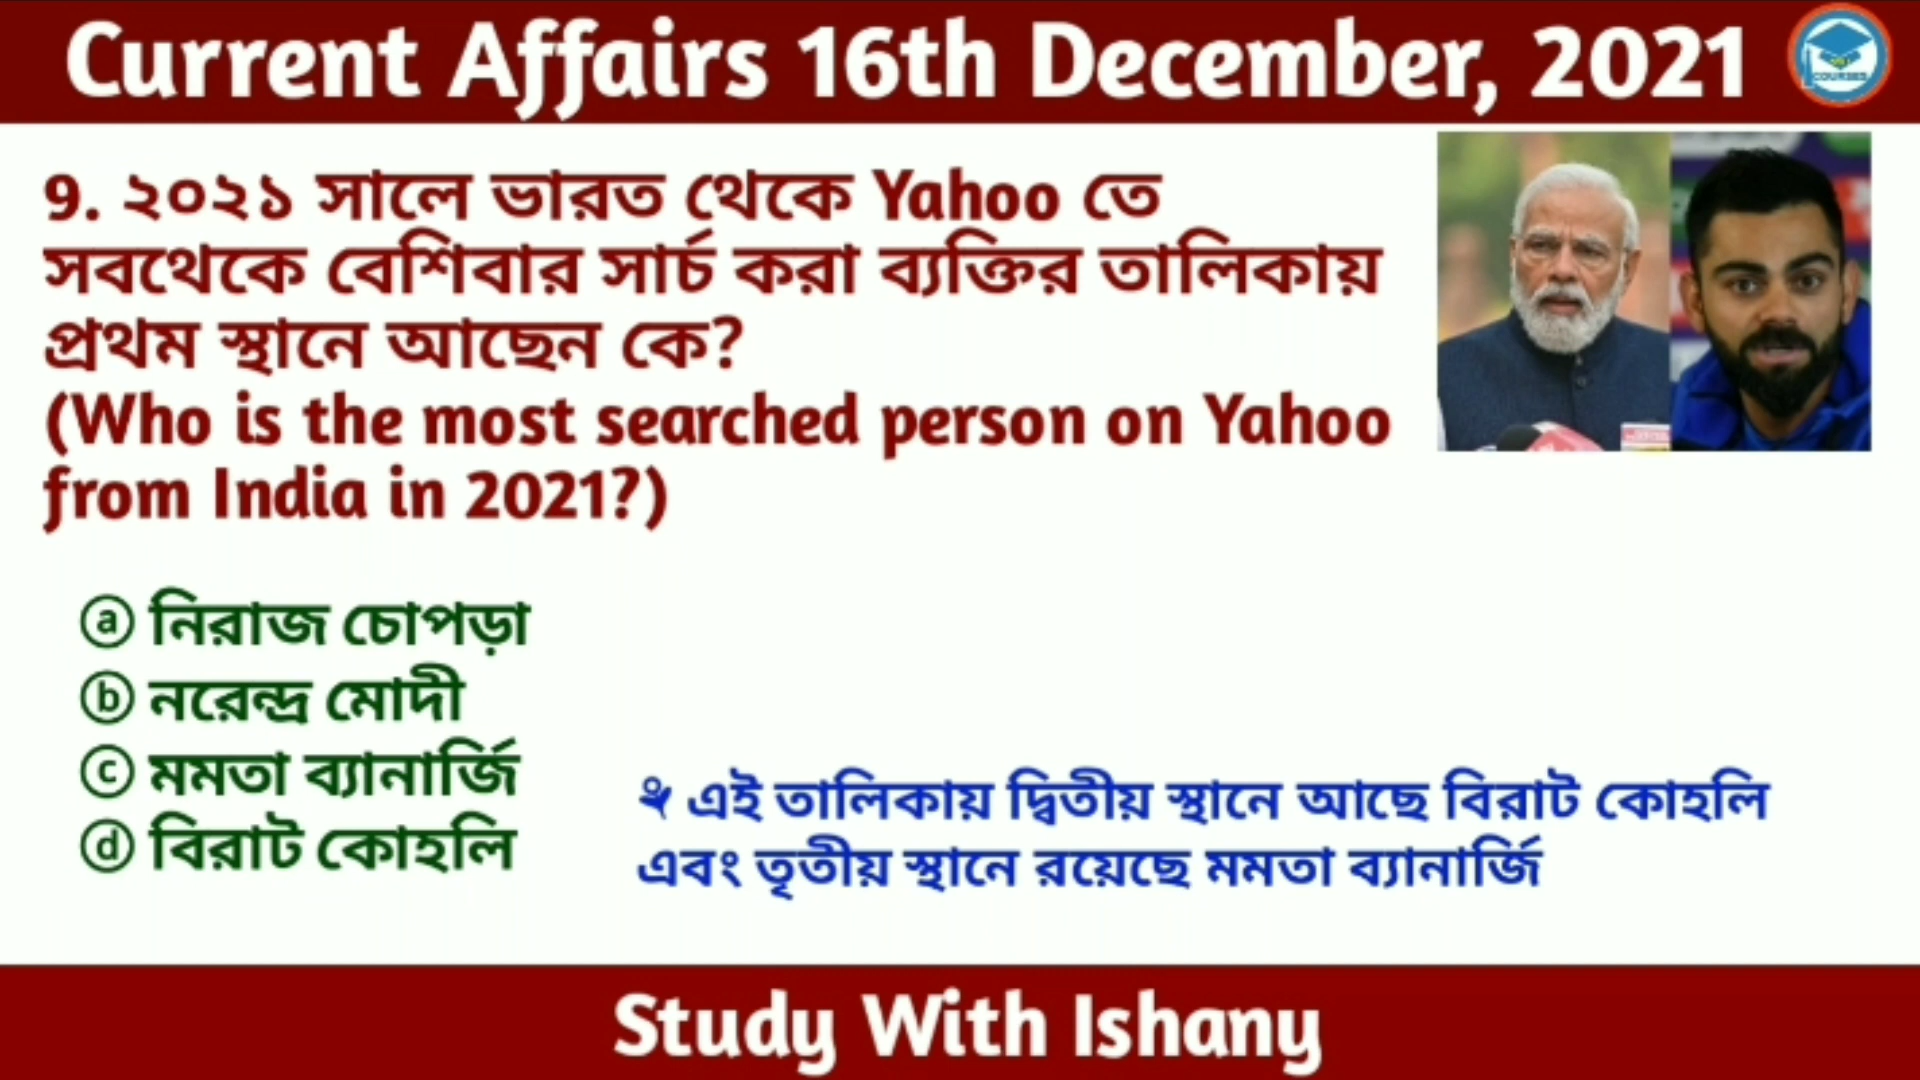 Current Affairs 16th December, 2021
COURSES
9. ২০২১ সালে ভারত থেকে Yahoo তে
সবথেকে বেশিবার সার্চ করা ব্যক্তির তালিকায়
প্রথম স্থানে আছেন কে?
(Who is the most searched person on Yahoo
from India in 2021?)
ⓐ নিরাজ চোপড়া
ⓑ নরেন্দ্র মোদী
ⓒ মমতা ব্যানার্জি
ⓓ বিরাট কোহলি
এই তালিকায় দ্বিতীয় স্থানে আছে বিরাট কোহলি
এবং তৃতীয় স্থানে রয়েছে মমতা ব্যানার্জি
Study With Ishany